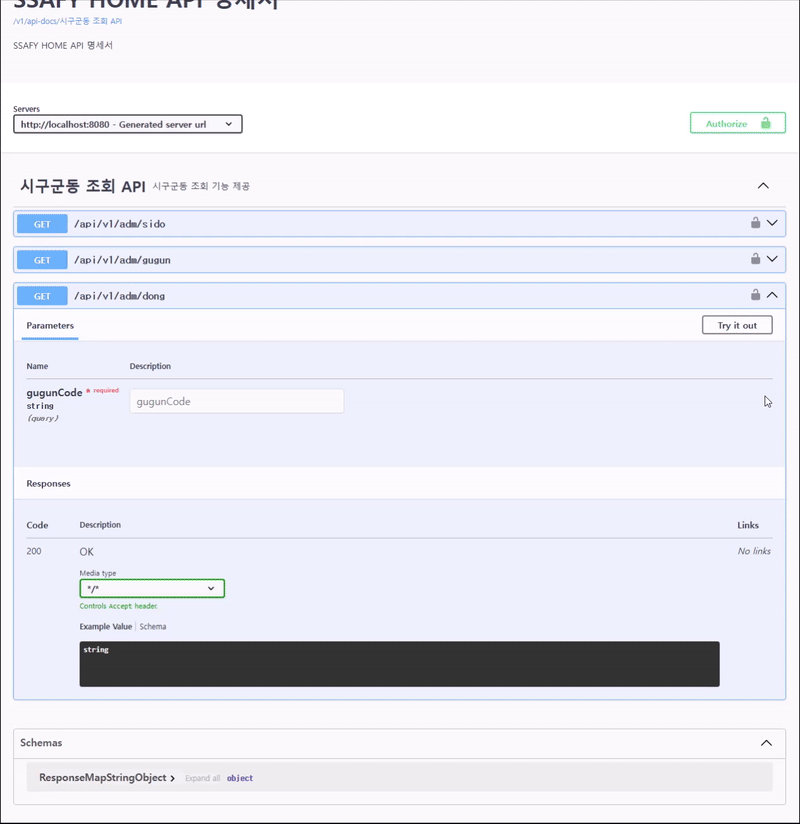 SSAFY HOME API 명세서
/v1/api-docs/시구군동 조회 API
SSAFY HOME API 명세서
Servers
http://localhost:8080 - Generated server url
Authorize
시구군동 조회 API 시구군동 조회 기능 제공
GET /api/v1/adm/sido
GET /api/v1/adm/gugun
GET /api/v1/adm/dong
Parameters
Try it out
Name Description
gugunCode * required
string
(query)
gugunCode
Responses
Code Description Links
200 OK No links
Media type
*/*
Controls Accept header.
Example Value | Schema
string
Schemas
ResponseMapStringObject Expand all object